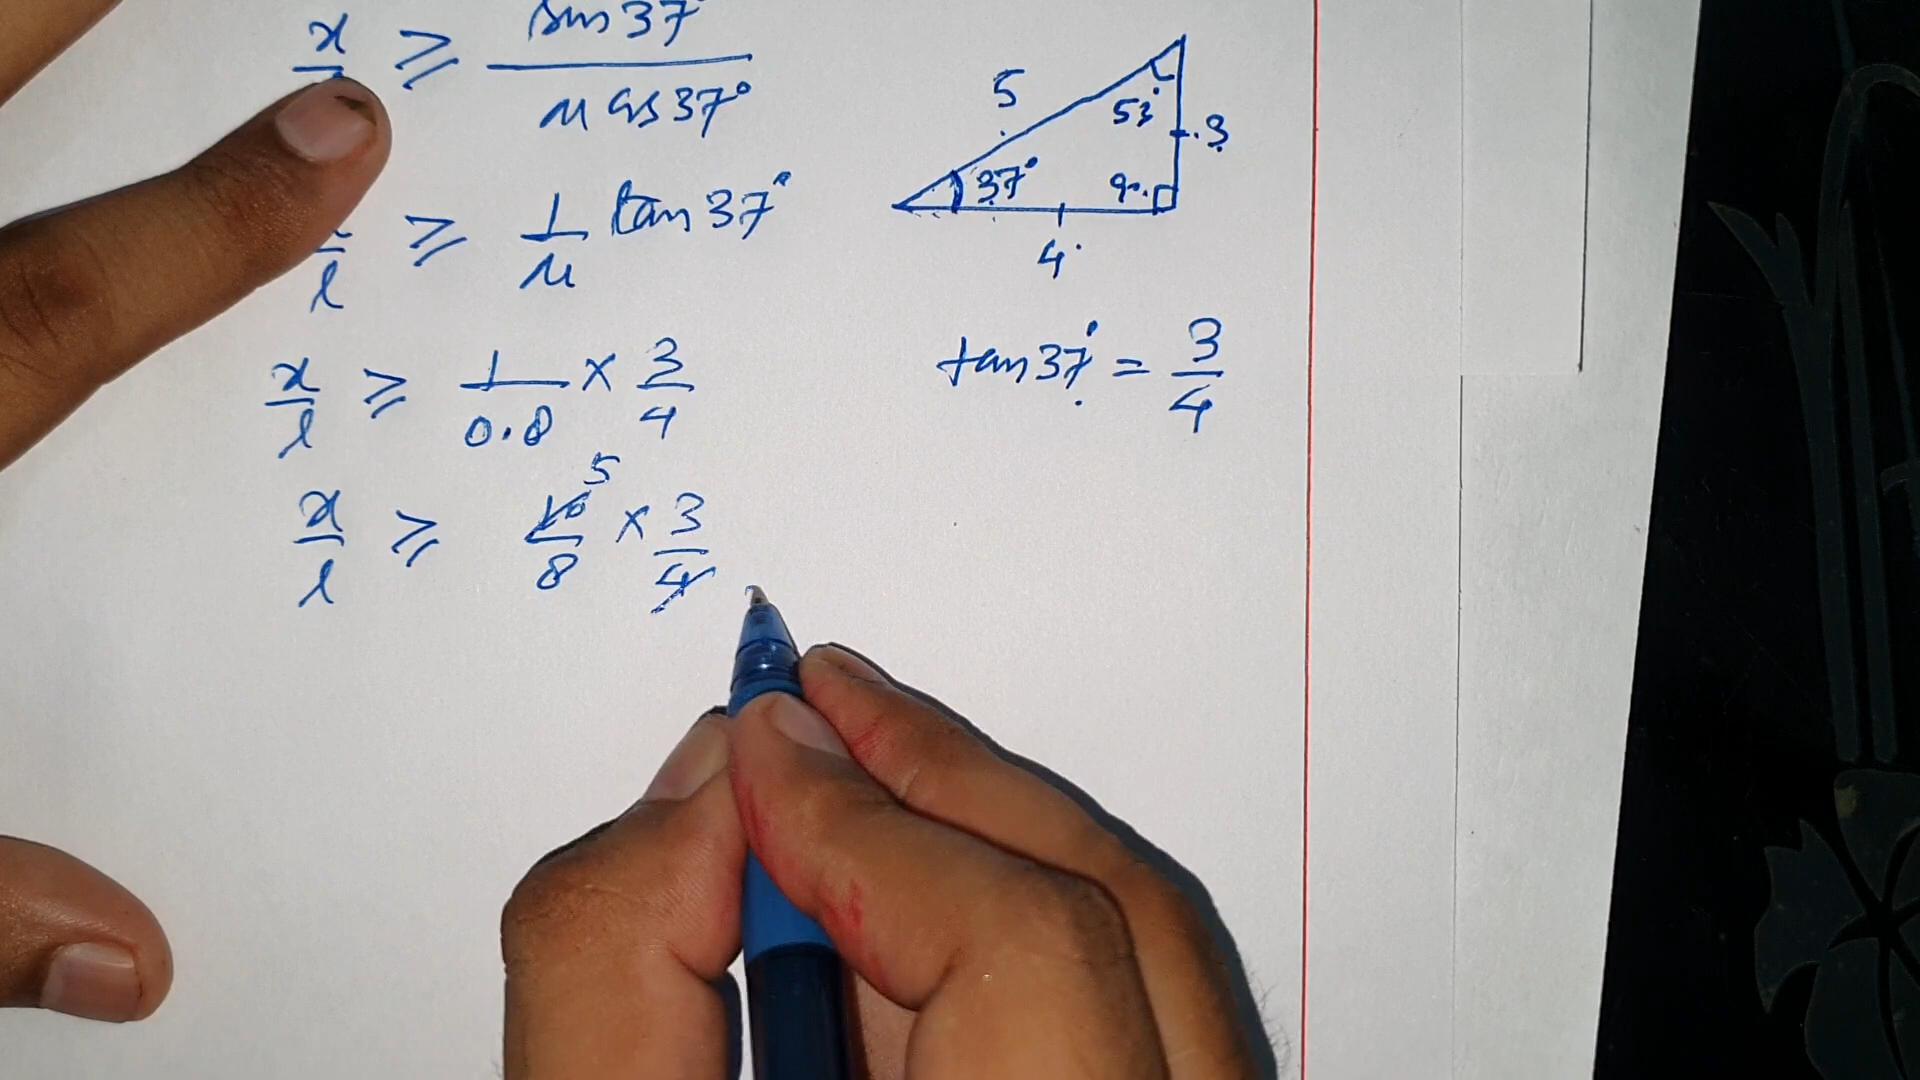 x/ ≥ sin 37° / μ cos 37°
/l ≥ 1/μ tan 37°
x/l ≥ 1/0.8 × 3/4
x/l ≥ 10/8 5 × 3/4
5
53°
3
37°
90°
4
tan 37° = 3/4